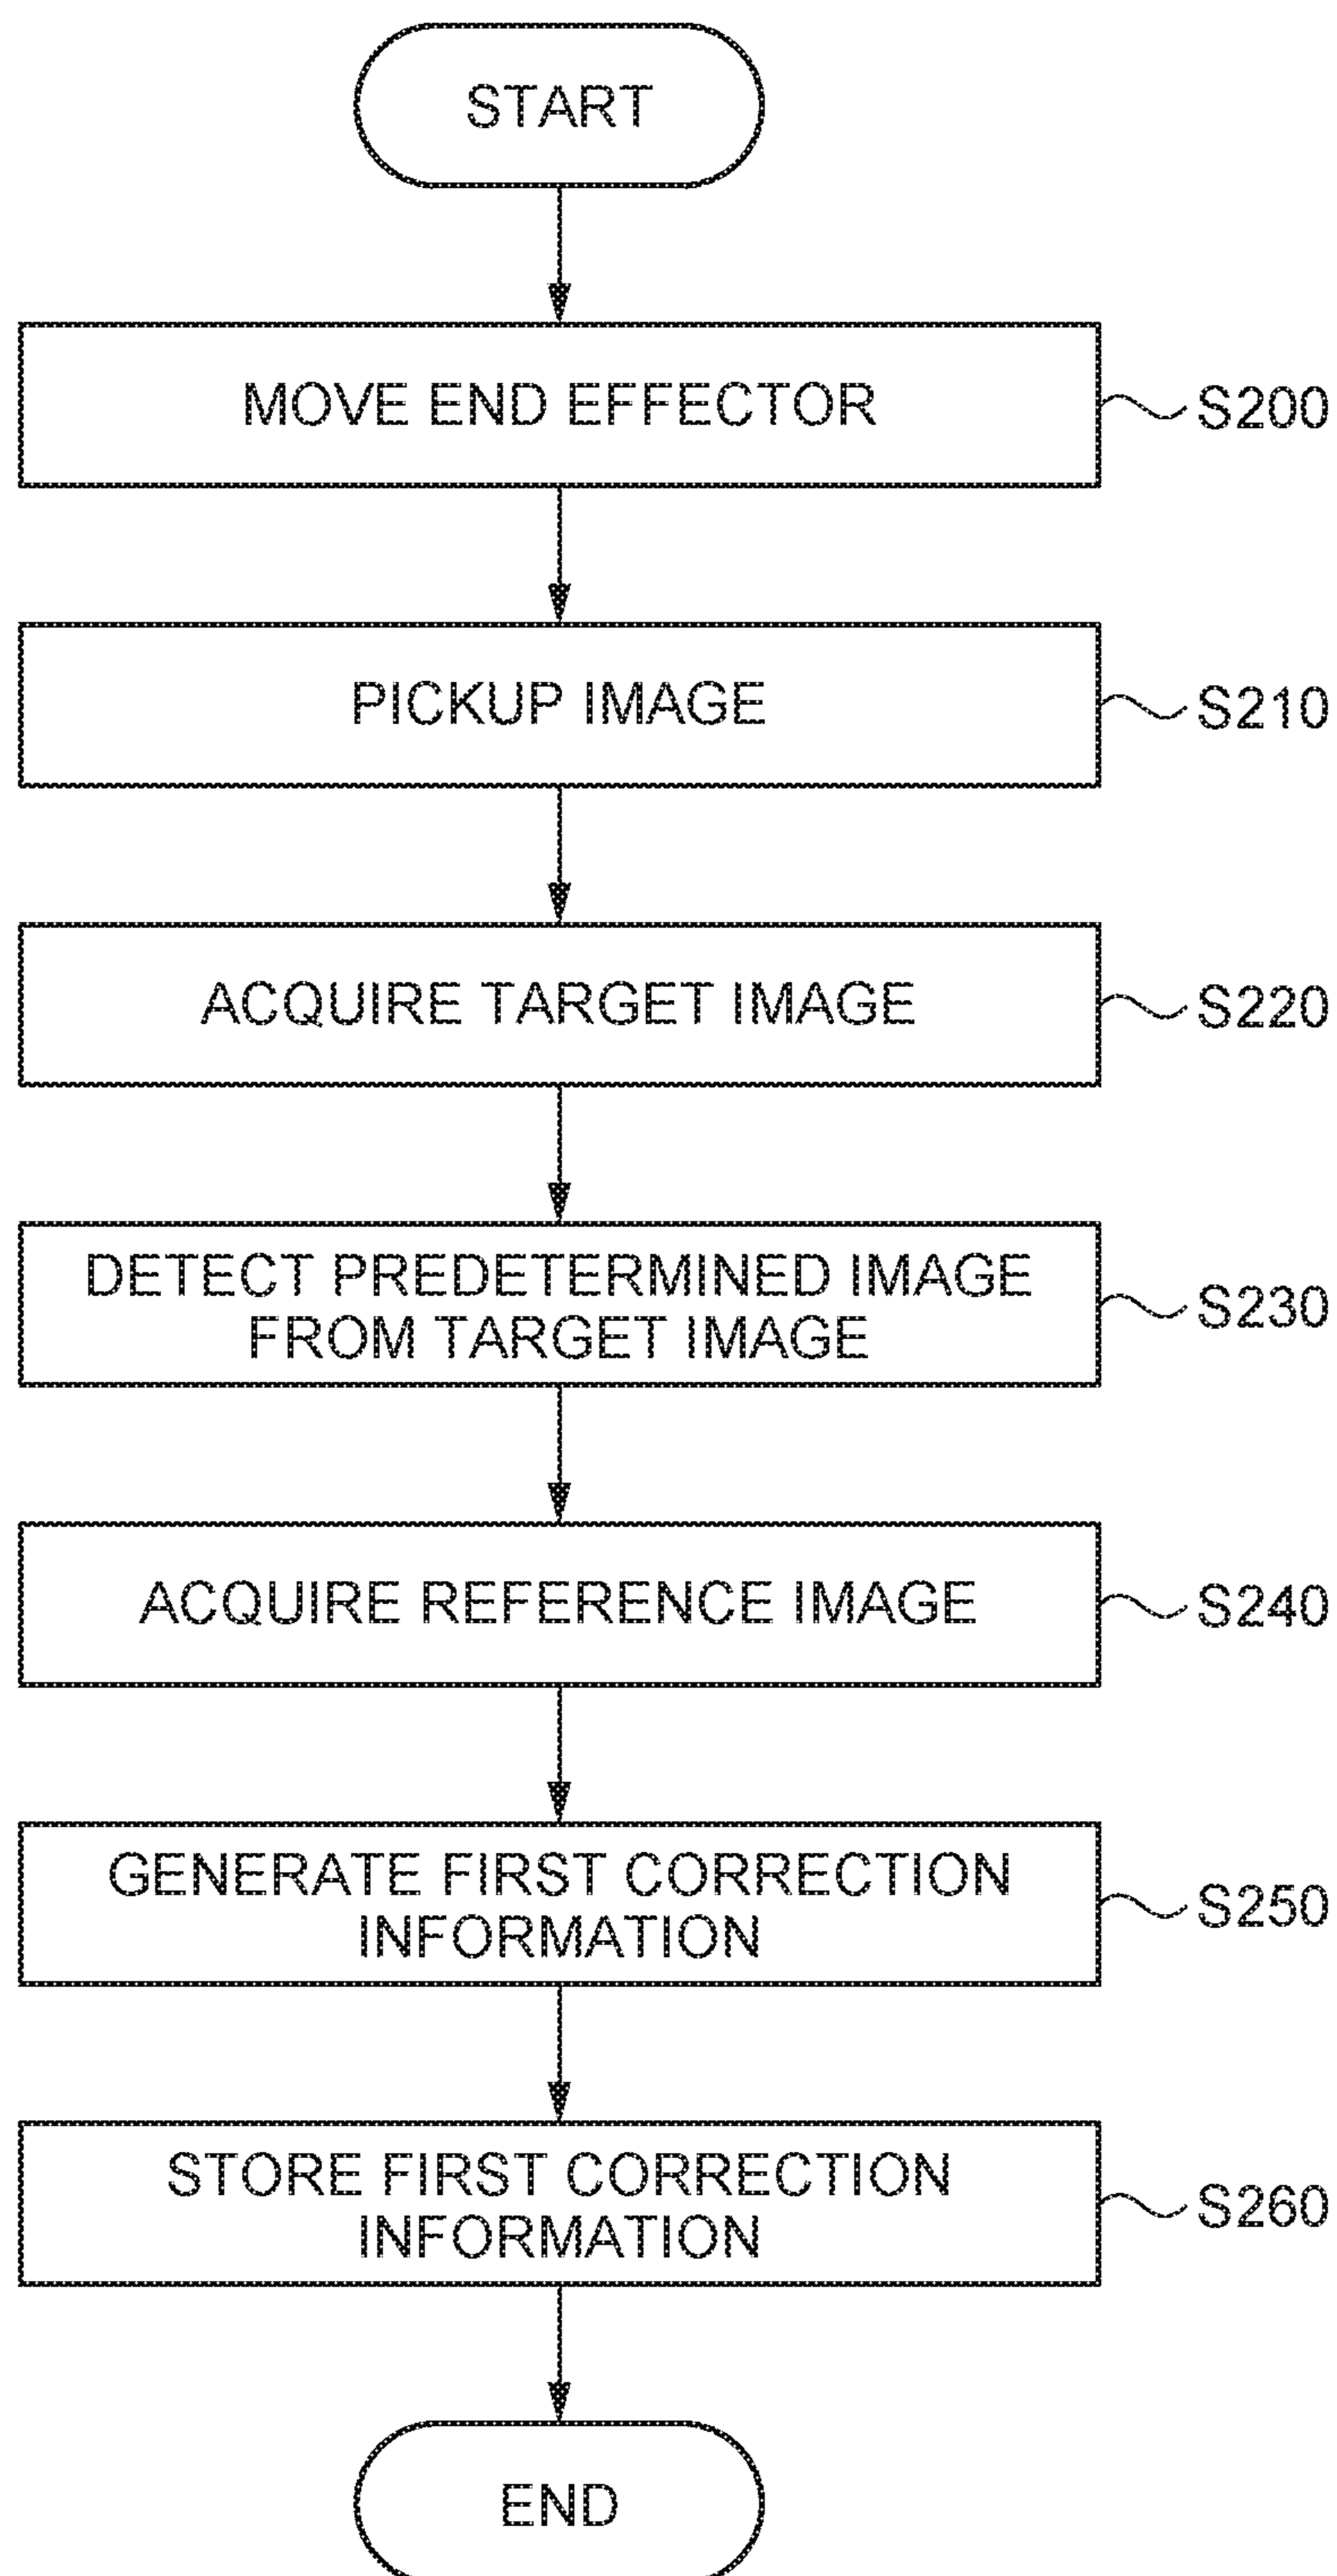 START
MOVE END EFFECTOR
S200
PICKUP IMAGE
S210
ACQUIRE TARGET IMAGE
S220
DETECT PREDETERMINED IMAGE
FROM TARGET IMAGE
S230
ACQUIRE REFERENCE IMAGE
S240
GENERATE FIRST CORRECTION
INFORMATION
S250
STORE FIRST CORRECTION
INFORMATION
S260
END